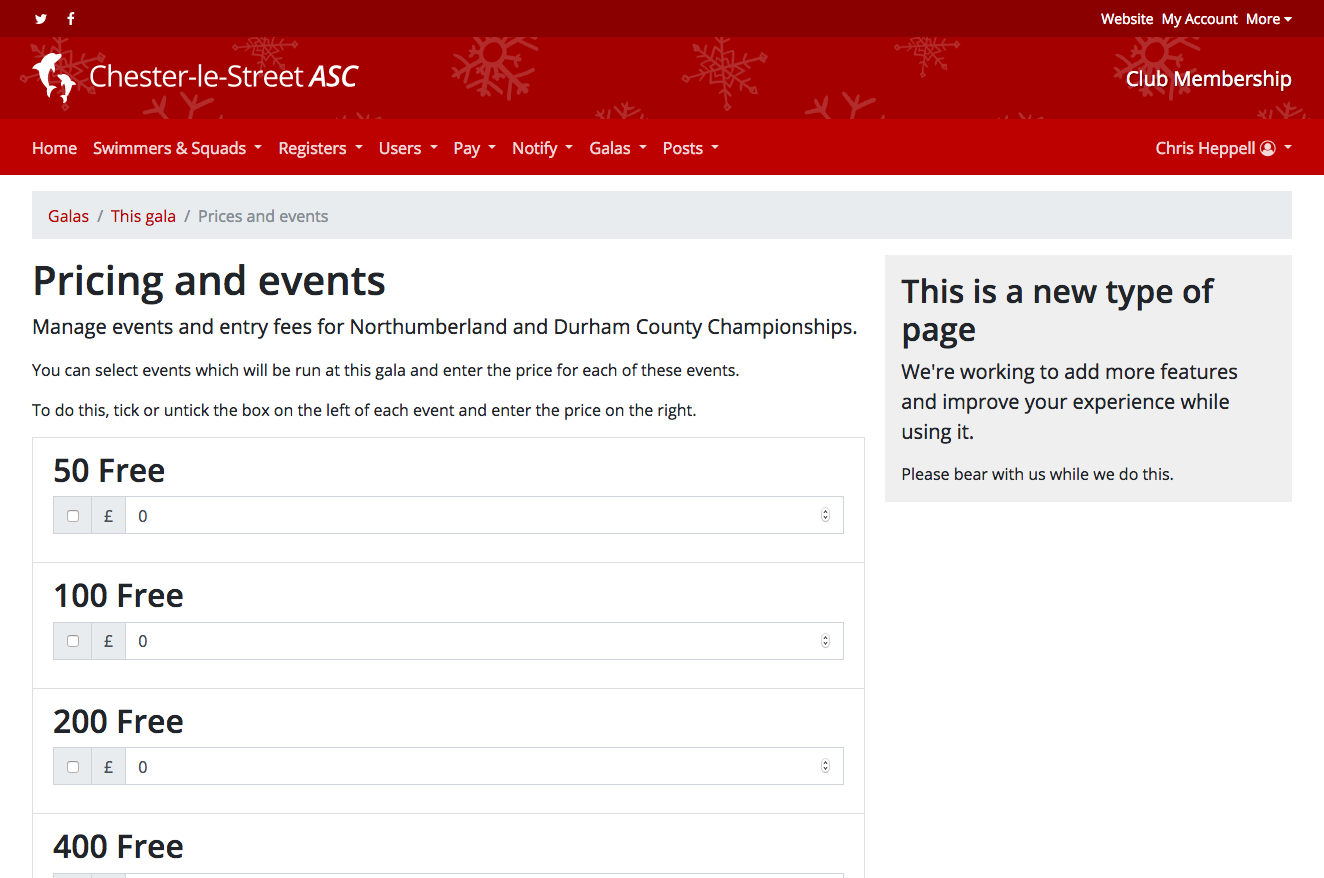 Website My Account More
Chester-le-Street ASC
Club Membership
Home Swimmers & Squads Registers Users Pay Notify Galas Posts Chris Heppell
Galas / This gala / Prices and events
Pricing and events
Manage events and entry fees for Northumberland and Durham County Championships.
You can select events which will be run at this gala and enter the price for each of these events.
To do this, tick or untick the box on the left of each event and enter the price on the right.
50 Free
£ 0
100 Free
£ 0
200 Free
£ 0
400 Free
This is a new type of
page
We're working to add more features
and improve your experience while
using it.
Please bear with us while we do this.